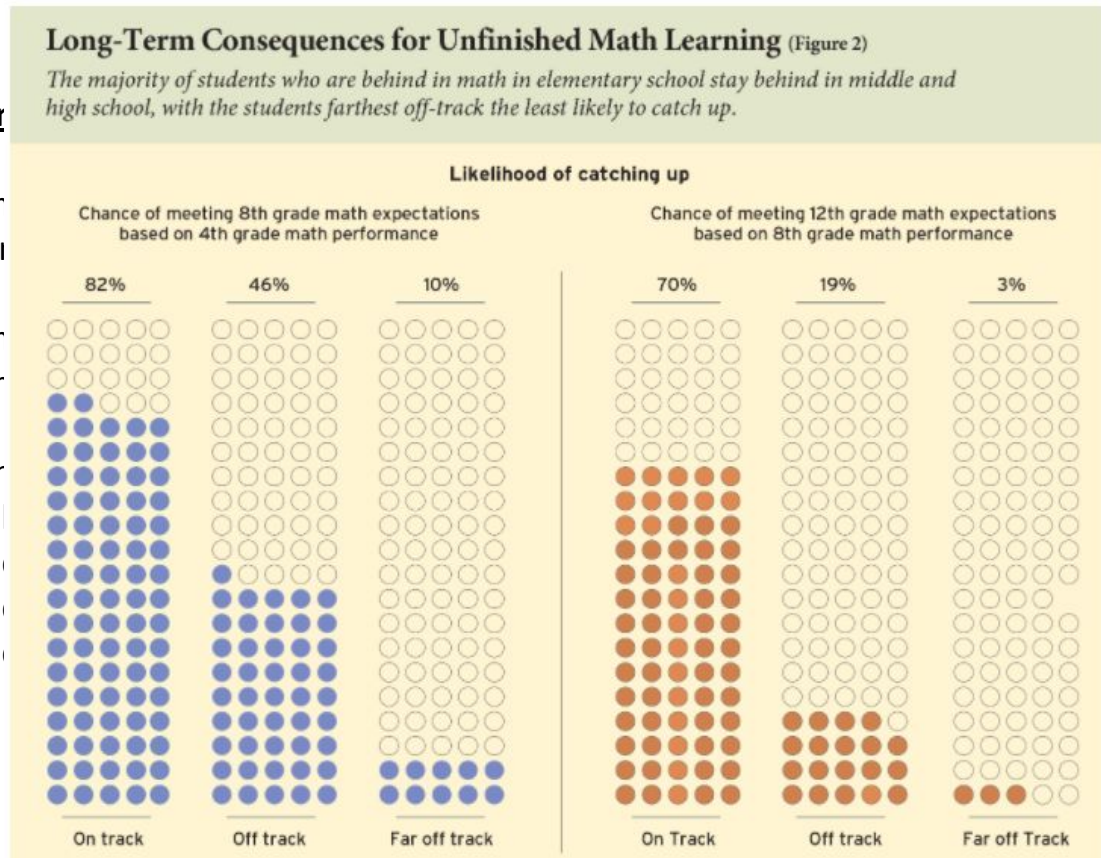 Long-Term Consequences for Unfinished Math Learning (Figure 2)
The majority of students who are behind in math in elementary school stay behind in middle and
high school, with the students farthest off-track the least likely to catch up.
Likelihood of catching up
Chance of meeting 8th grade math expectations
based on 4th grade math performance
82% 46% 10%
On track Off track Far off track
Chance of meeting 12th grade math expectations
based on 8th grade math performance
70% 19% 3%
On Track Off track Far off Track